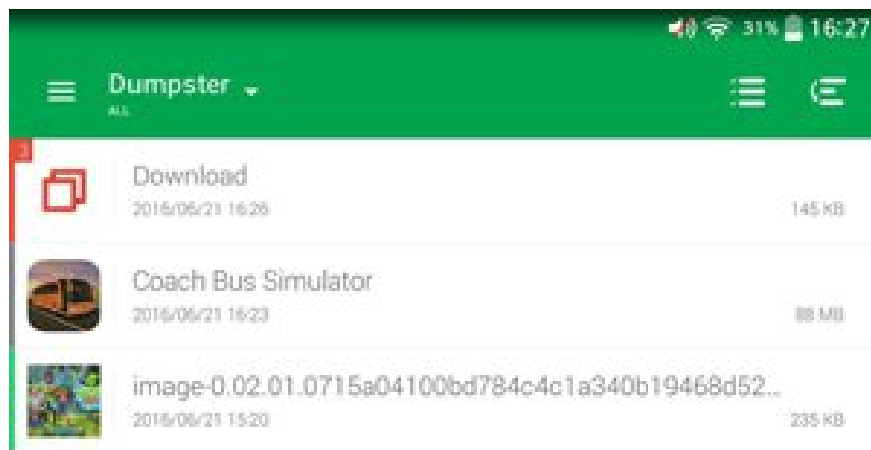 31% 16:27
Dumpster
ALL
Download
2016/06/21 16:26
145 KB
Coach Bus Simulator
2016/06/21 16:23
88 MB
image-0.02.01.0715a04100bd784c4c1a340b19468d52...
2016/06/21 15:20
235 KB